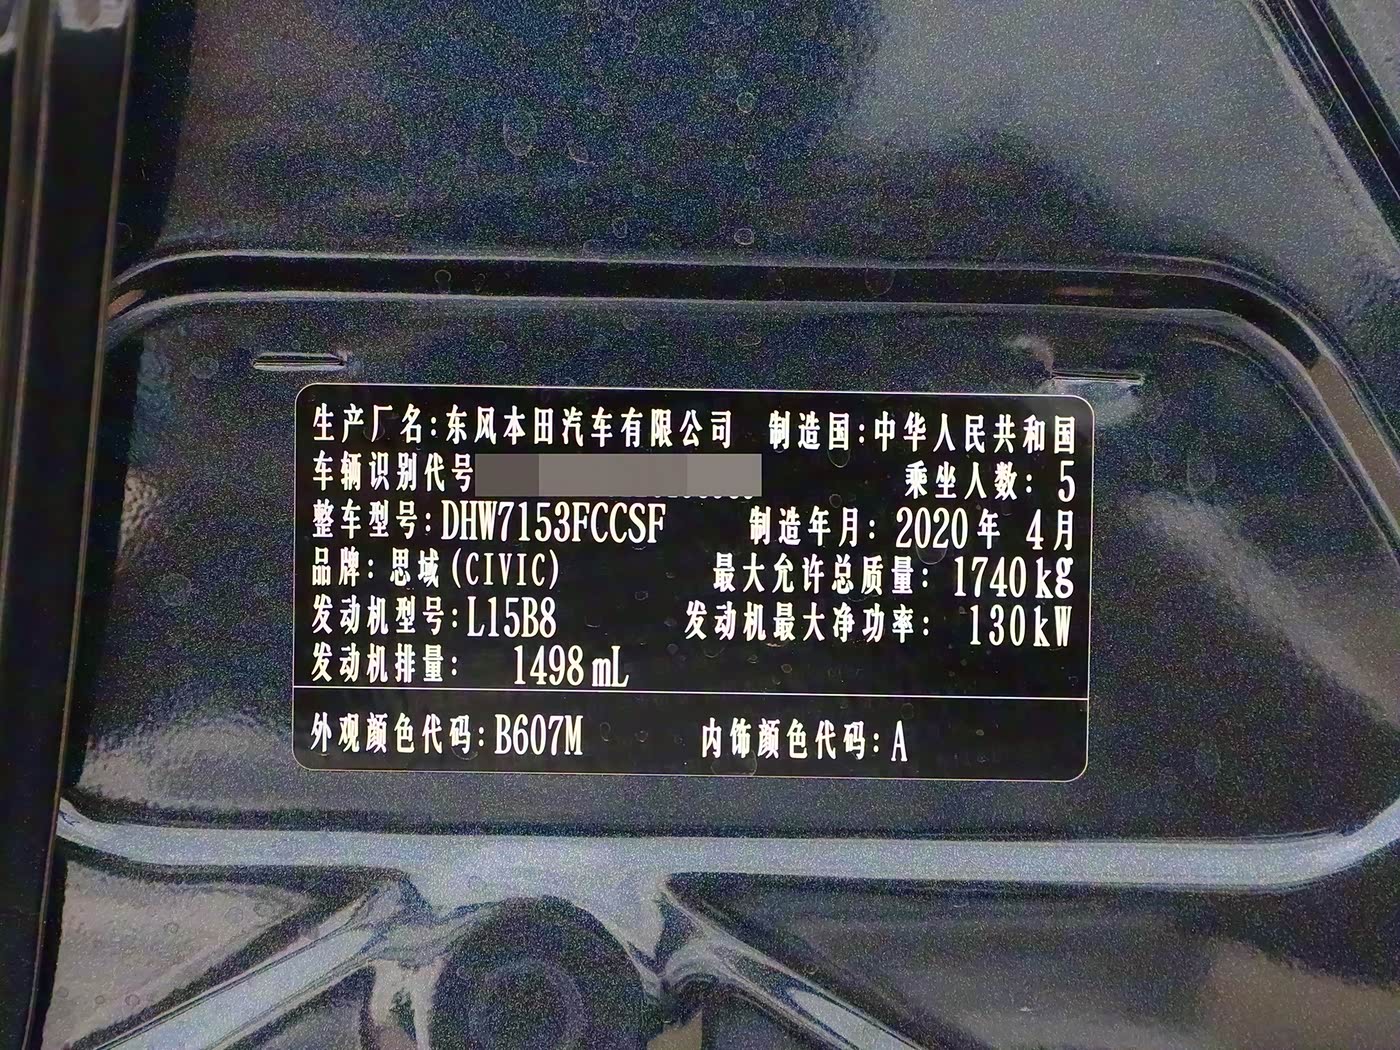 生产厂名:东风本田汽车有限公司 制造国:中华人民共和国
车辆识别代号 乘坐人数: 5
整车型号:DHW7153FCCSF 制造年月: 2020年 4月
品牌: 思域(CIVIC) 最大允许总质量: 1740kg
发动机型号:L15B8 发动机最大净功率: 130kW
发动机排量: 1498mL
外观颜色代码:B607M 内饰颜色代码:A